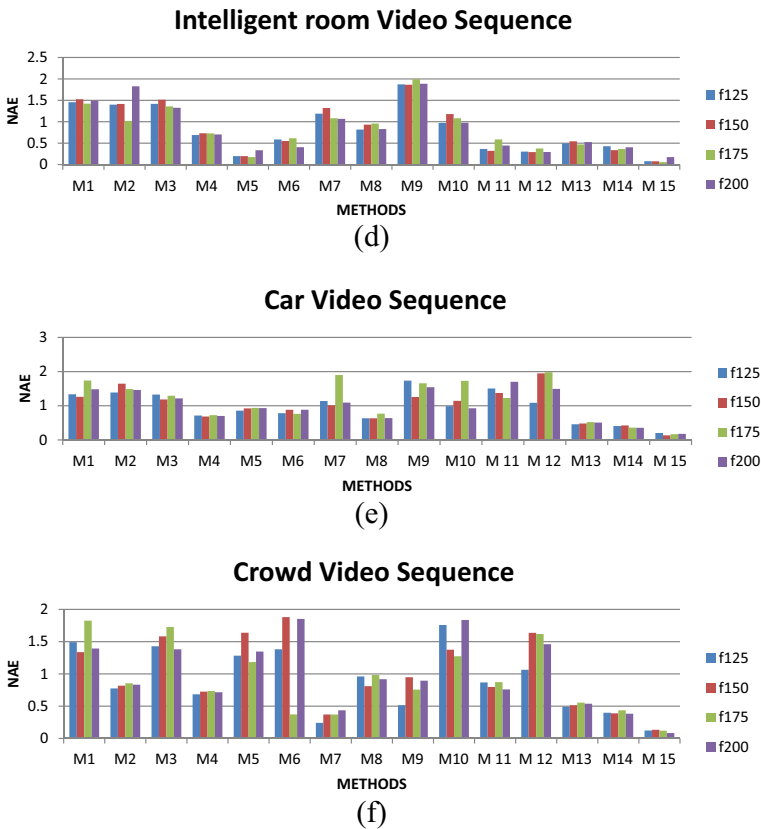 Intelligent room Video Sequence
2.5
2
1.5
1
0.5
0
NAE
M1 M2 M3 M4 M5 M6 M7 M8 M9 M10 M 11 M 12 M13 M14 M 15
METHODS
f125
f150
f175
f200
(d)
Car Video Sequence
3
2
1
0
NAE
M1 M2 M3 M4 M5 M6 M7 M8 M9 M10 M 11 M 12 M13 M14 M 15
METHODS
f125
f150
f175
f200
(e)
Crowd Video Sequence
2
1.5
1
0.5
0
NAE
M1 M2 M3 M4 M5 M6 M7 M8 M9 M10 M 11 M 12 M13 M14 M 15
METHODS
f125
f150
f175
f200
(f)